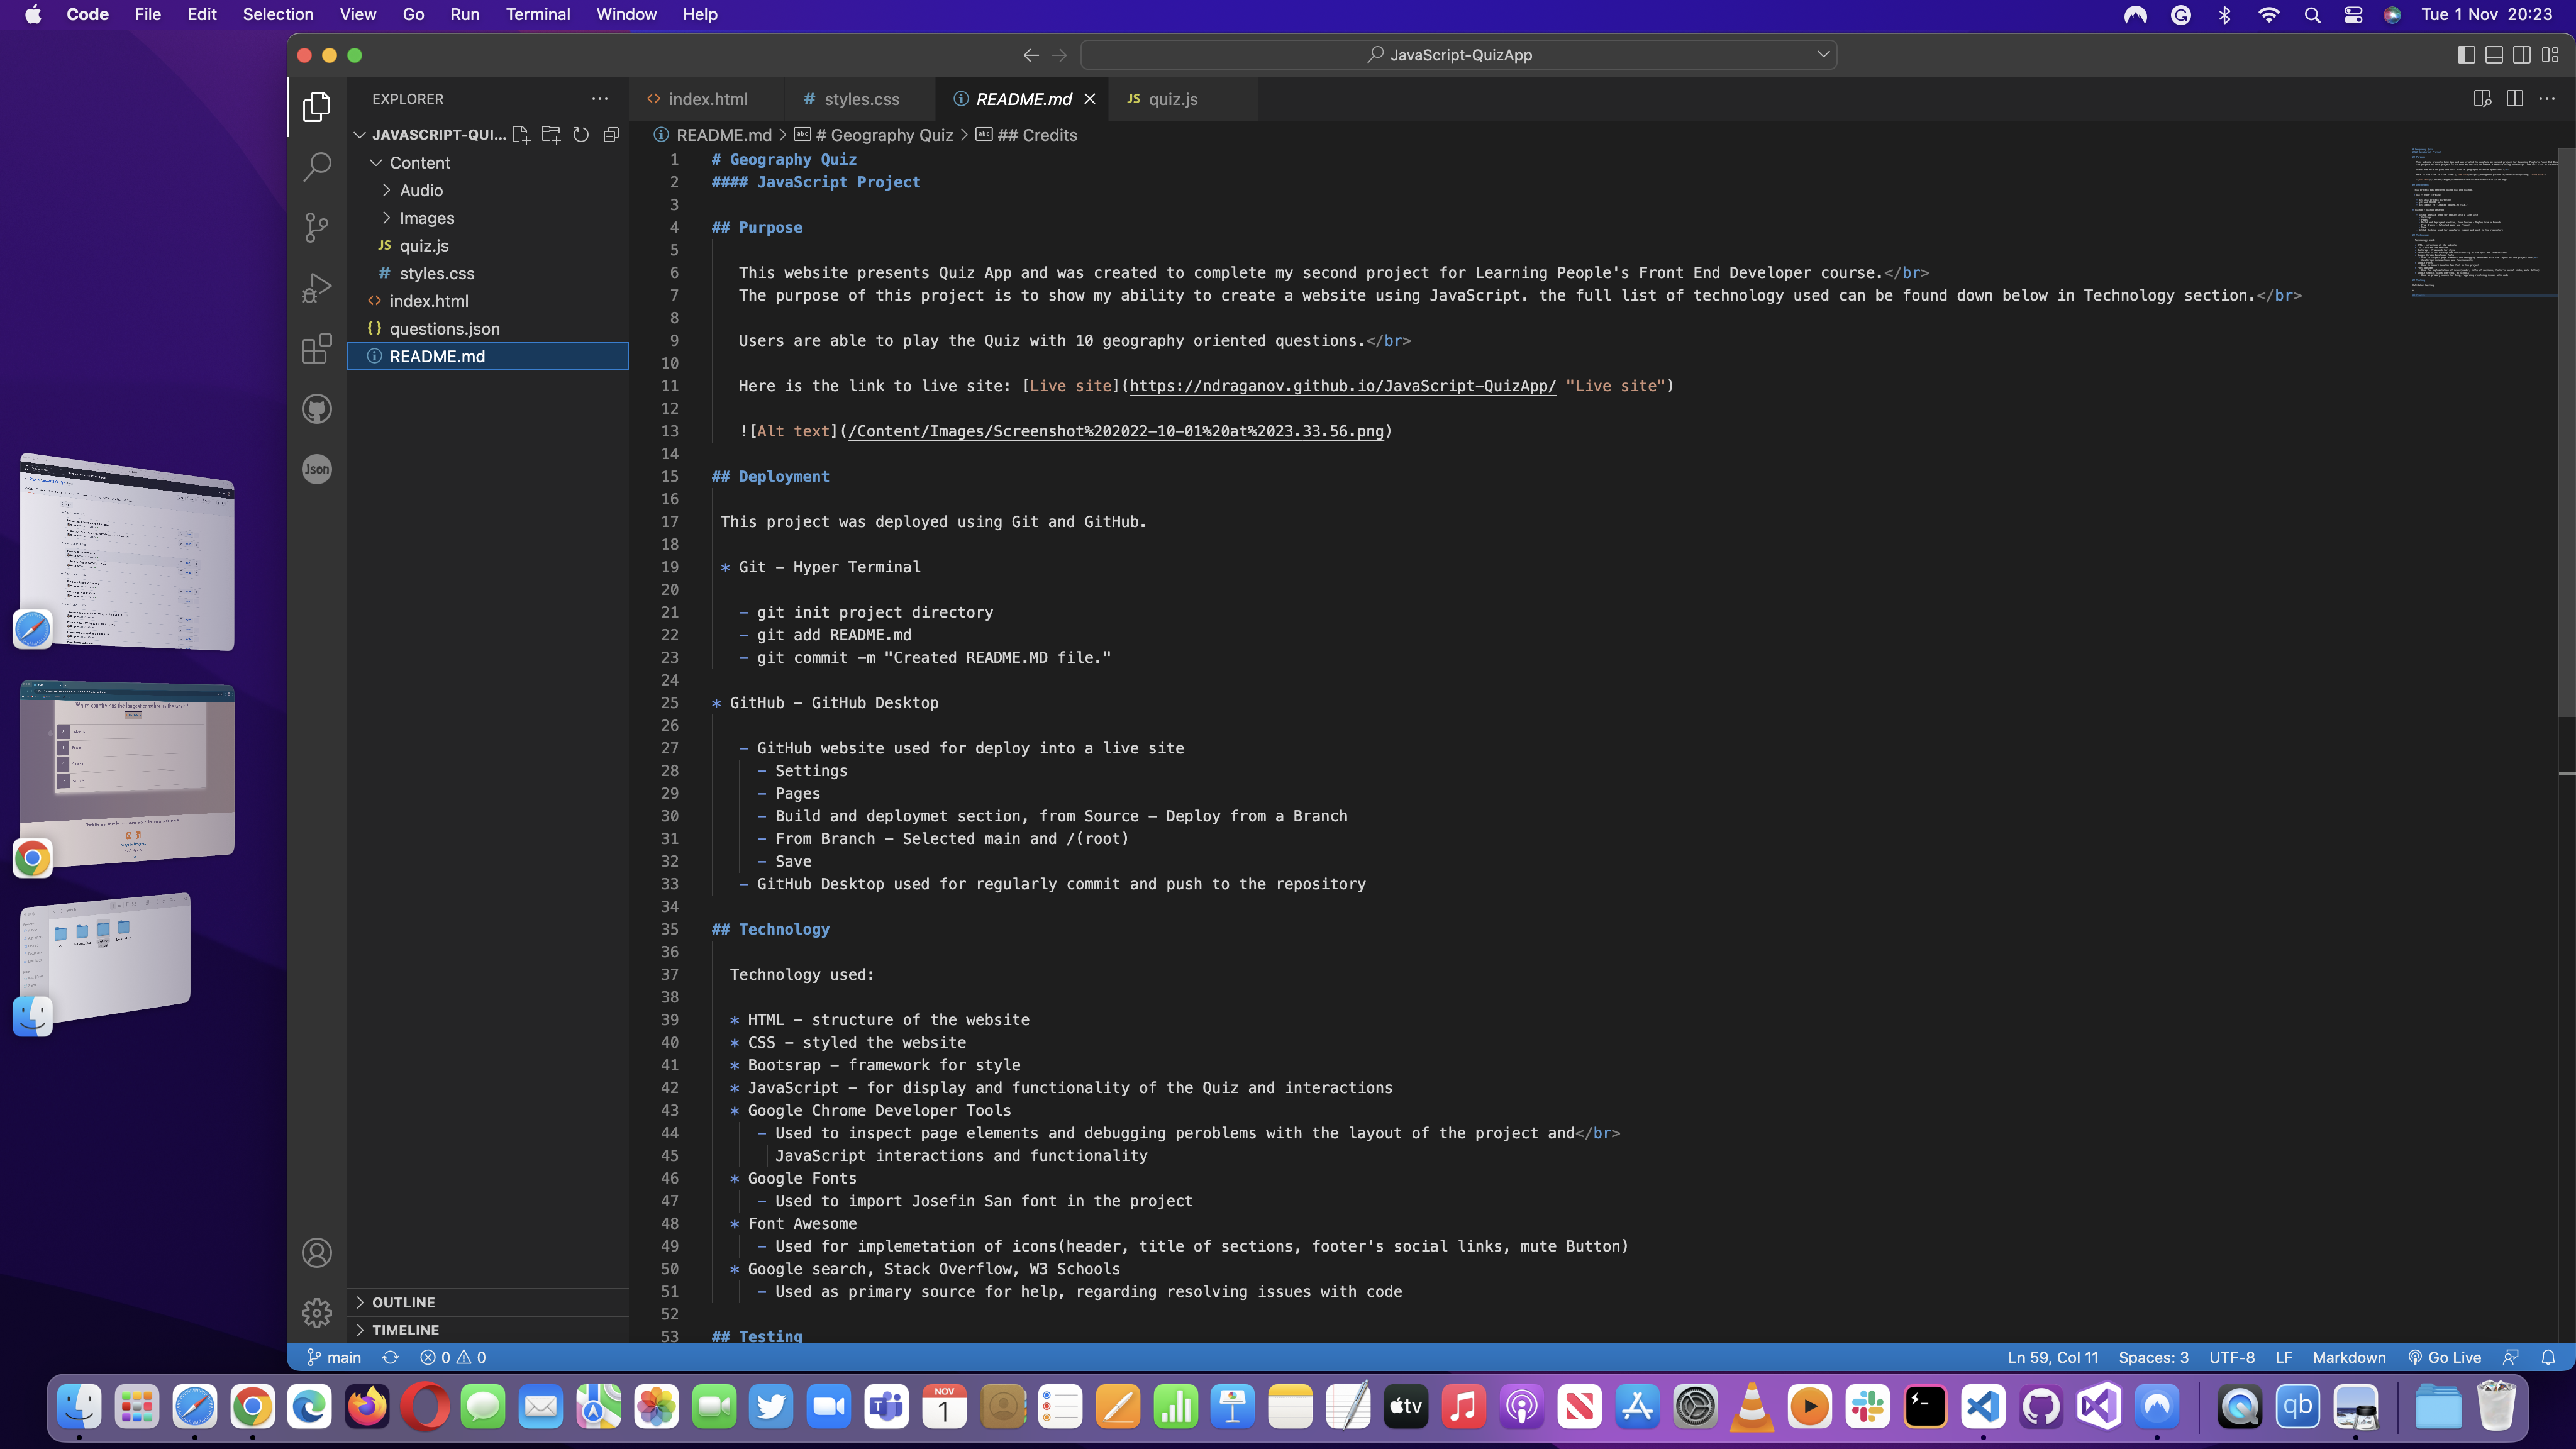 Code File Edit Selection View Go Run Terminal Window Help Tue 1 Nov 20:23
JavaScript-QuizApp
EXPLORER
index.html
styles.css
README.md
JS quiz.js
JAVASCRIPT-QUI...
README.md > # Geography Quiz > ## Credits
Content
Audio
Images
JS quiz.js
# styles.css
<> index.html
{} questions.json
README.md
Json
OUTLINE
TIMELINE
1 # Geography Quiz
2 #### JavaScript Project
3
4 ## Purpose
5
6 This website presents Quiz App and was created to complete my second project for Learning People's Front End Developer course.</br>
7 The purpose of this project is to show my ability to create a website using JavaScript. the full list of technology used can be found down below in Technology section.</br>
8
9 Users are able to play the Quiz with 10 geography oriented questions.</br>
10
11 Here is the link to live site: [Live site](https://ndraganov.github.io/JavaScript-QuizApp/ "Live site")
12
13 ![Alt text](/Content/Images/Screenshot%202022-10-01%20at%2023.33.56.png)
14
15 ## Deployment
16
17 This project was deployed using Git and GitHub.
18
19 * Git – Hyper Terminal
20
21 - git init project directory
22 - git add README.md
23 - git commit -m "Created README.MD file."
24
25 * GitHub – GitHub Desktop
26
27 - GitHub website used for deploy into a live site
28 - Settings
29 - Pages
30 - Build and deploymet section, from Source – Deploy from a Branch
31 - From Branch – Selected main and /(root)
32 - Save
33 - GitHub Desktop used for regularly commit and push to the repository
34
35 ## Technology
36
37 Technology used:
38
39 * HTML – structure of the website
40 * CSS – styled the website
41 * Bootsrap – framework for style
42 * JavaScript – for display and functionality of the Quiz and interactions
43 * Google Chrome Developer Tools
44 - Used to inspect page elements and debugging peroblems with the layout of the project and</br>
45 JavaScript interactions and functionality
46 * Google Fonts
47 - Used to import Josefin San font in the project
48 * Font Awesome
49 - Used for implemetation of icons(header, title of sections, footer's social links, mute Button)
50 * Google search, Stack Overflow, W3 Schools
51 - Used as primary source for help, regarding resolving issues with code
52
53 ## Testing
main 0 0 Ln 59, Col 11 Spaces: 3 UTF-8 LF Markdown Go Live
Which country has the longest coastline in the world?
NOV
1
tv
qb